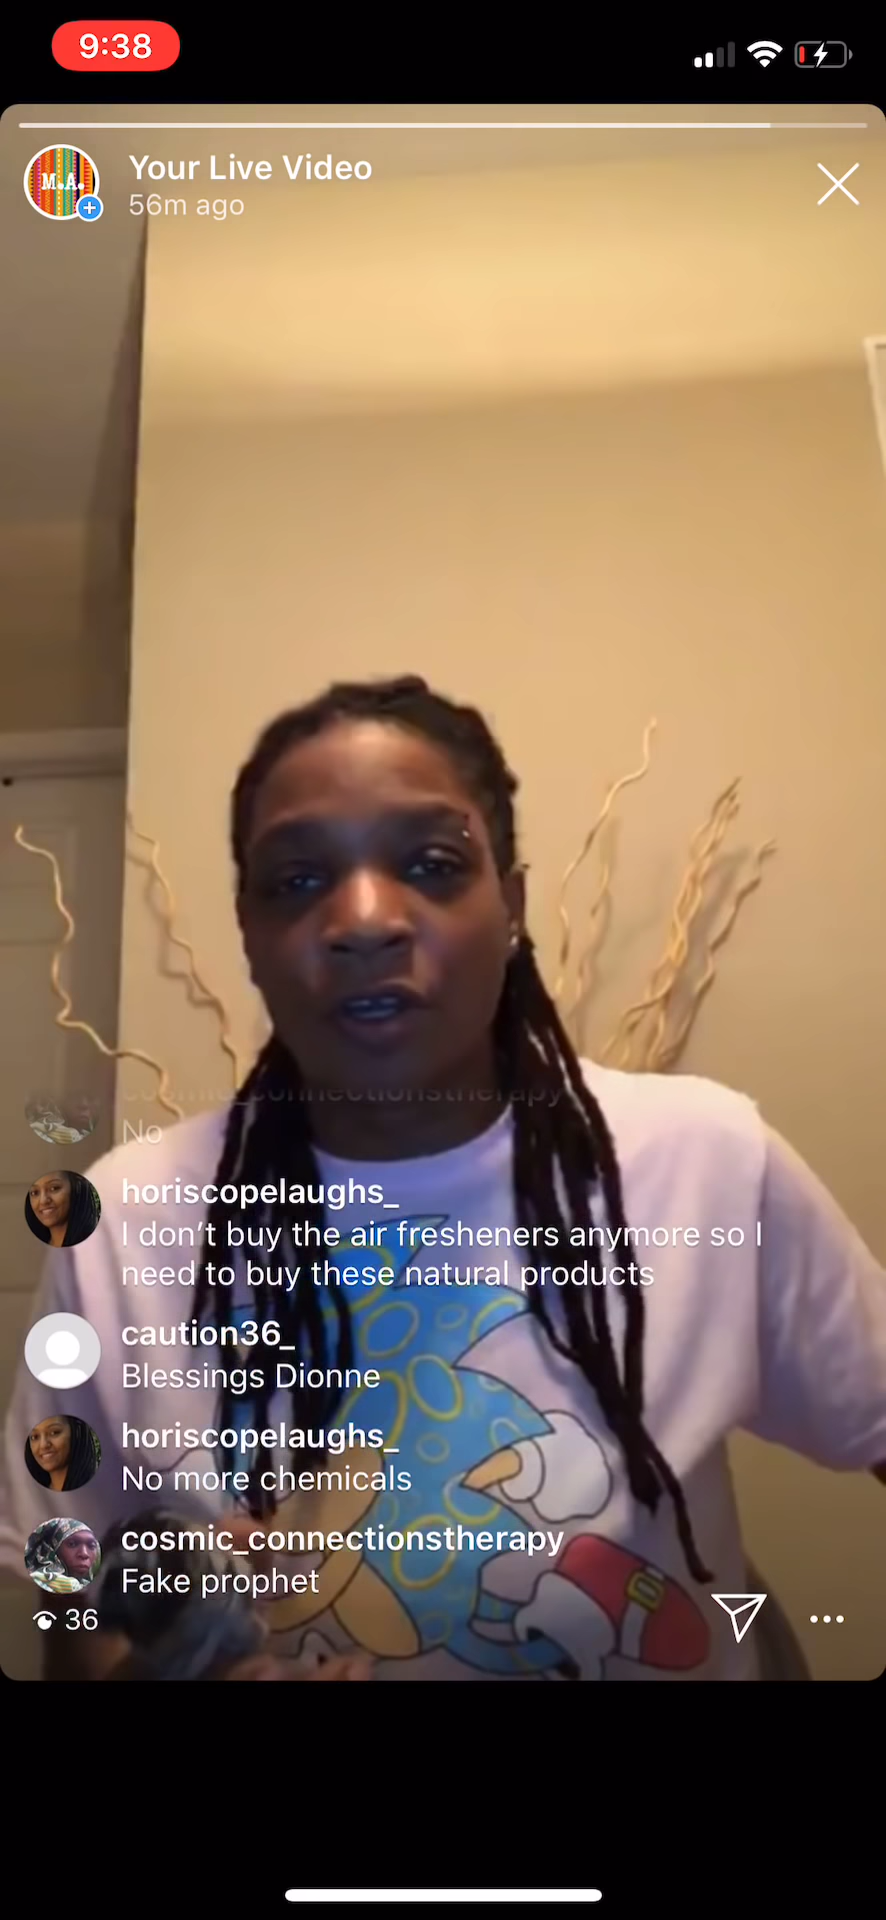 9:38
M.A.
Your Live Video
56m ago
cosmic_connectionstherapy
No
horiscopelaughs_
I don’t buy the air fresheners anymore so I
need to buy these natural products
caution36_
Blessings Dionne
horiscopelaughs_
No more chemicals
cosmic_connectionstherapy
Fake prophet
36